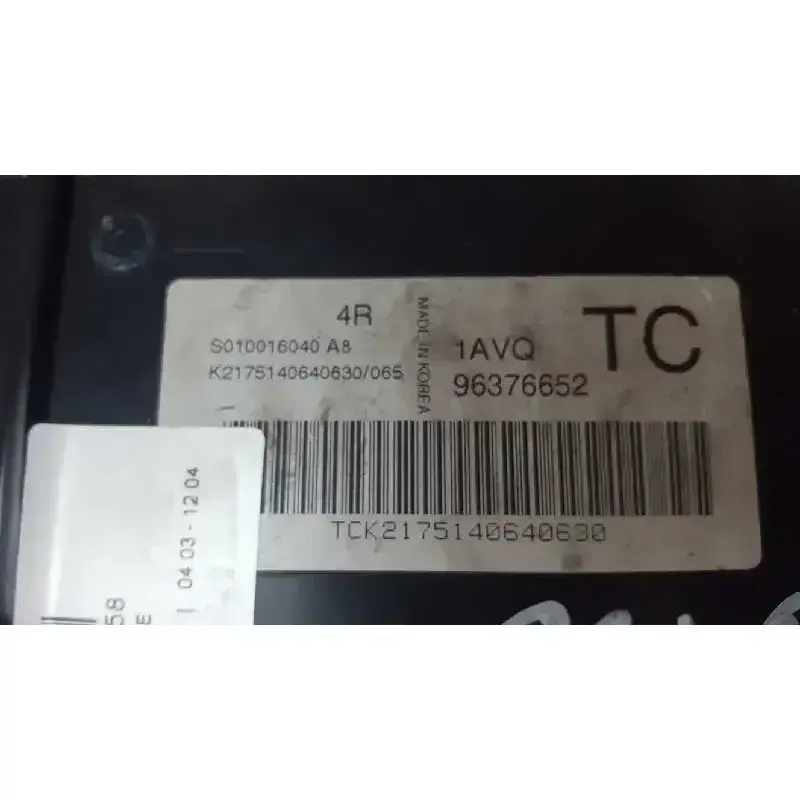 4R
S010016040 A8
K2175140640630/065
MADE IN KOREA
1AVQ
TC
96376652
TCK2175140640630
04 03 - 12 04
58
E